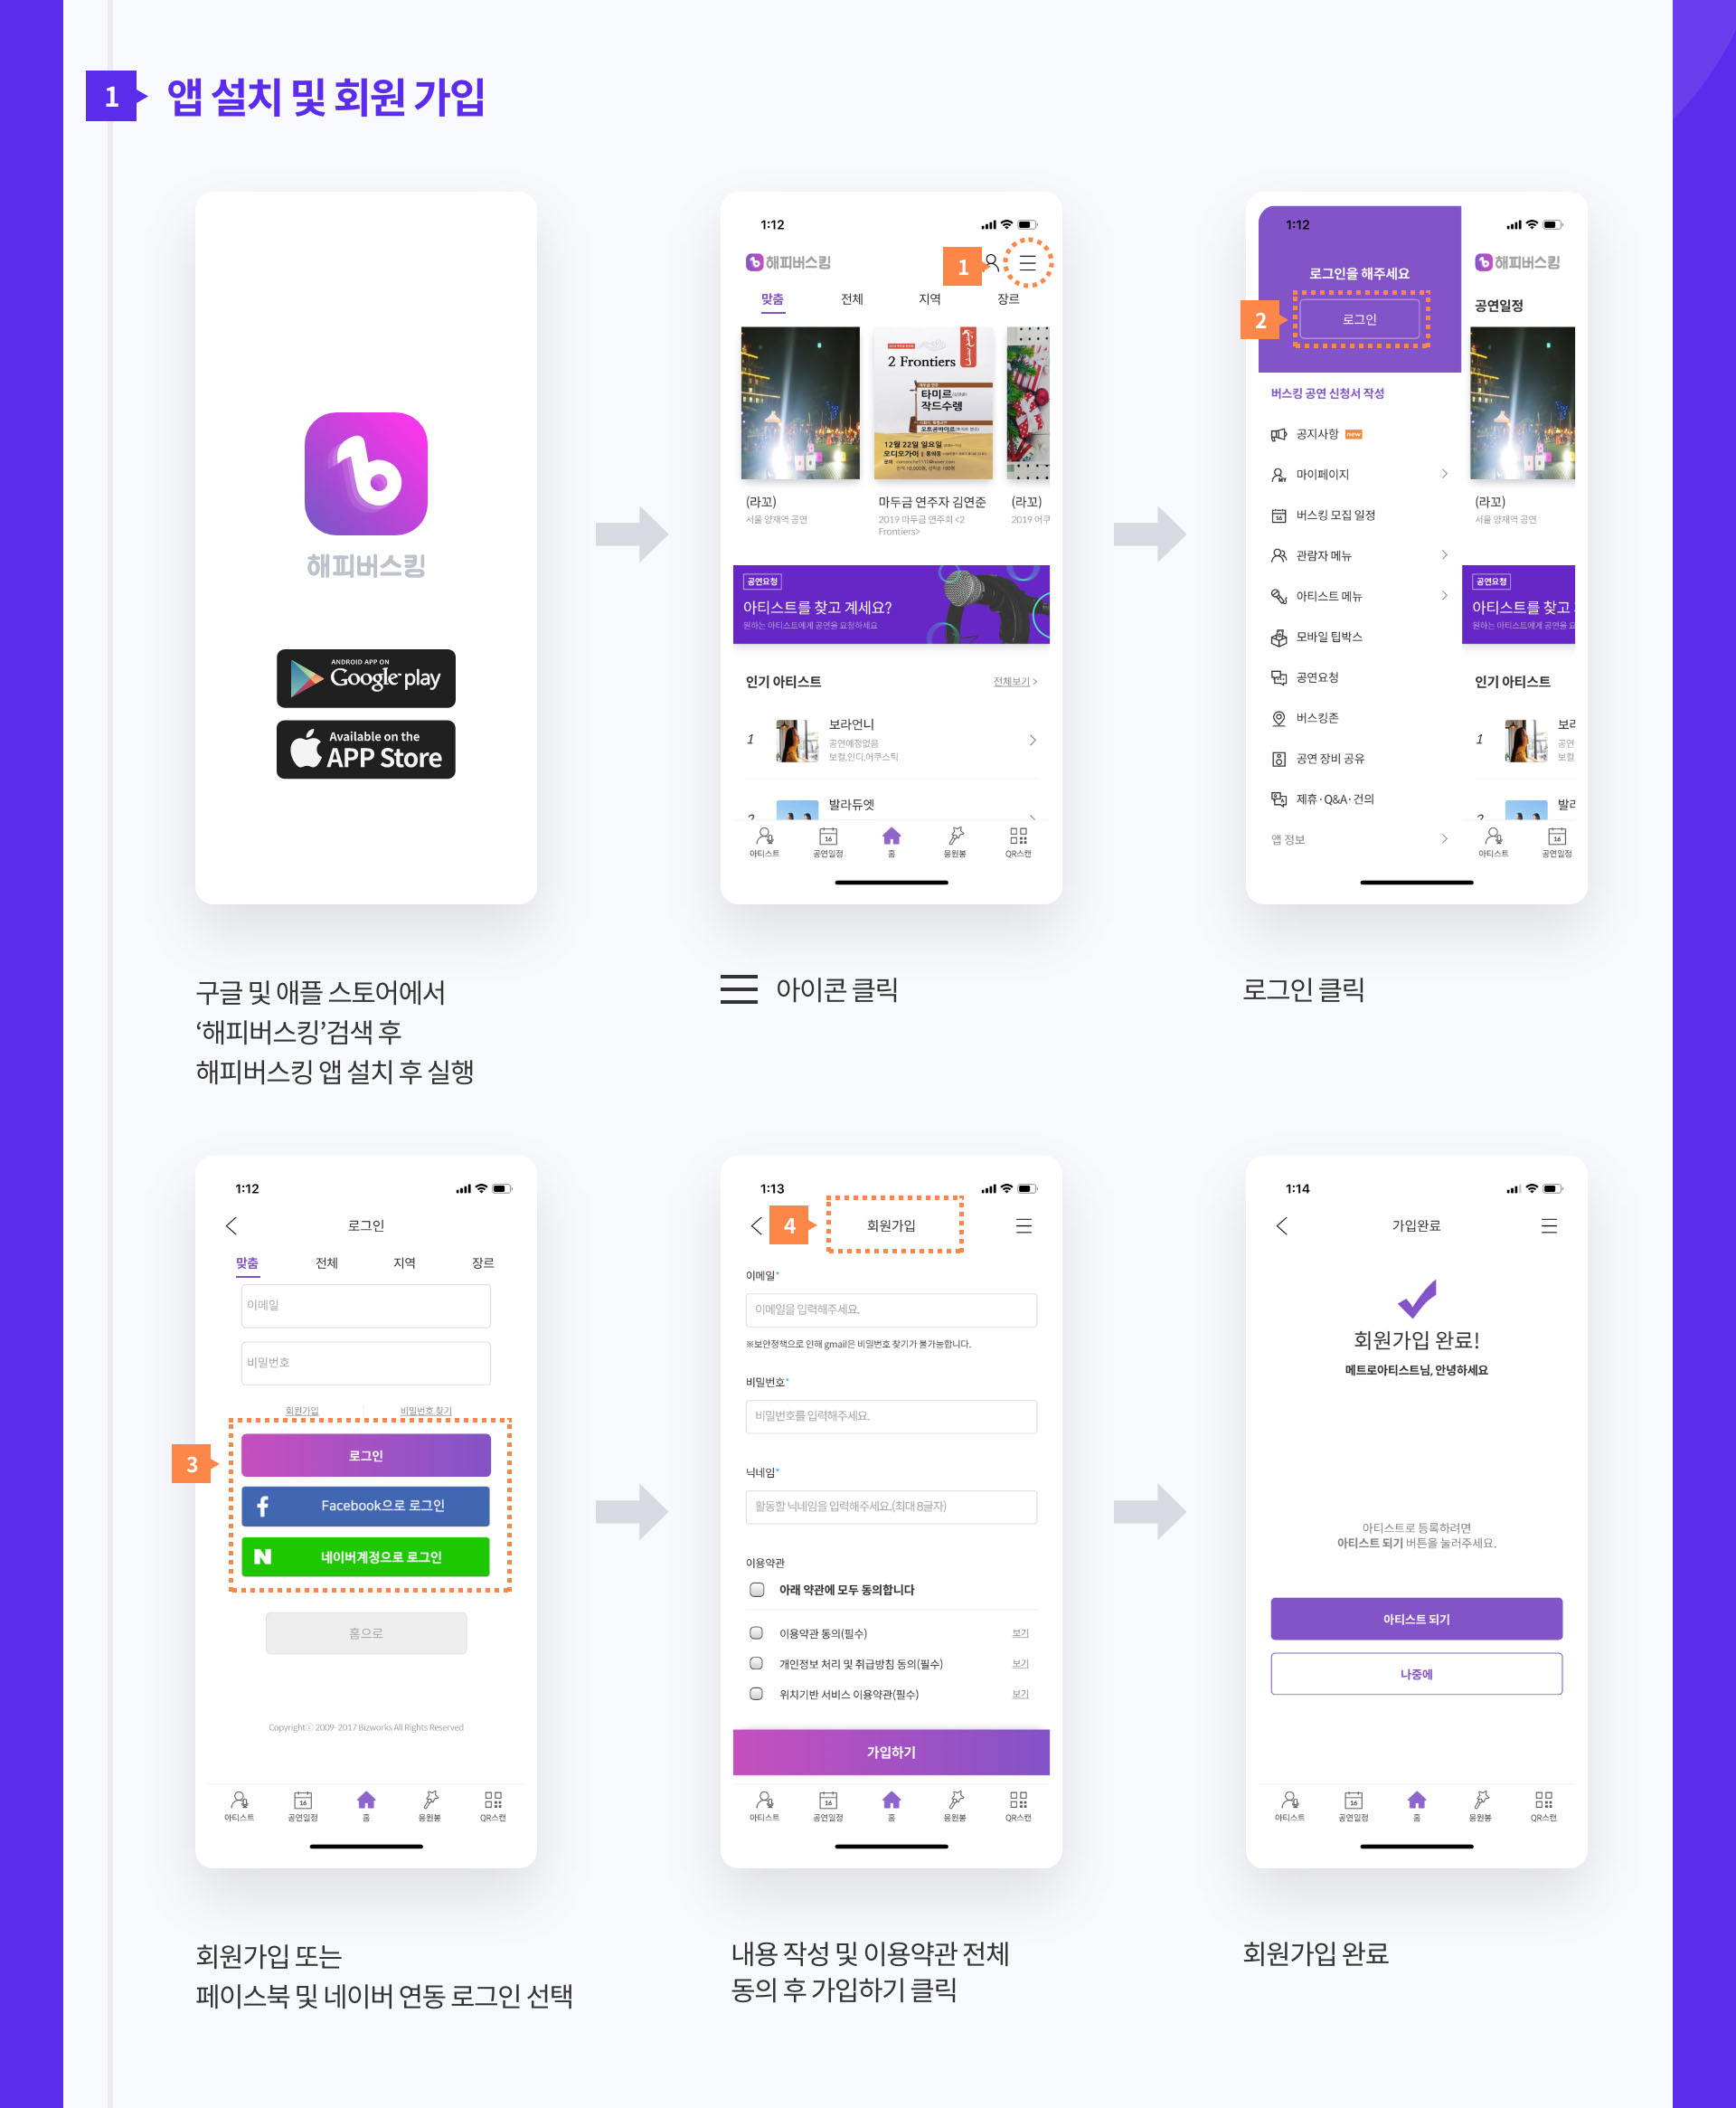 1
앱 설치 및 회원 가입
해피버스킹
ANDROID APP ON
Google play
Available on the
APP Store
구글 및 애플 스토어에서
‘해피버스킹’검색 후
해피버스킹 앱 설치 후 실행
1:12
해피버스킹
1
맞춤 전체 지역 장르
2 Frontiers
타미르
작드수렝
12월 22일 일요일
오디오가이
(라꼬)
서울 양재역 공연
마두금 연주자 김연준
2019 마두금 연주회 <2
Frontiers>
(라꼬)
2019 어쿠
공연요청
아티스트를 찾고 계세요?
원하는 아티스트에게 공연을 요청하세요
인기 아티스트 전체보기 >
1
보라언니
공연예정없음
보컬,인디,어쿠스틱
2
발라듀엣
아티스트 공연일정 홈 응원봉 QR스캔
아이콘 클릭
1:12
로그인을 해주세요
2
로그인
버스킹 공연 신청서 작성
공지사항 new
마이페이지
버스킹 모집 일정
관람자 메뉴
아티스트 메뉴
모바일 팁박스
공연요청
버스킹존
공연 장비 공유
제휴·Q&A·건의
앱 정보
해피버스킹
공연일정
(라꼬)
서울 양재역 공연
공연요청
아티스트를 찾고
원하는 아티스트에게 공연을 요
인기 아티스트
1
보라
공연
보컬
2
발라
아티스트 공연일정
로그인 클릭
1:12
로그인
맞춤 전체 지역 장르
이메일
비밀번호
회원가입 비밀번호 찾기
3
로그인
Facebook으로 로그인
네이버계정으로 로그인
홈으로
Copyrightⓒ 2009-2017 Bizworks All Rights Reserved
아티스트 공연일정 홈 응원봉 QR스캔
회원가입 또는
페이스북 및 네이버 연동 로그인 선택
1:13
4
회원가입
이메일*
이메일을 입력해주세요.
※보안정책으로 인해 gmail은 비밀번호 찾기가 불가능합니다.
비밀번호*
비밀번호를 입력해주세요.
닉네임*
활동할 닉네임을 입력해주세요.(최대 8글자)
이용약관
아래 약관에 모두 동의합니다
이용약관 동의(필수) 보기
개인정보 처리 및 취급방침 동의(필수) 보기
위치기반 서비스 이용약관(필수) 보기
가입하기
아티스트 공연일정 홈 응원봉 QR스캔
내용 작성 및 이용약관 전체
동의 후 가입하기 클릭
1:14
가입완료
회원가입 완료!
메트로아티스트님, 안녕하세요
아티스트로 등록하려면
아티스트 되기 버튼을 눌러주세요.
아티스트 되기
나중에
아티스트 공연일정 홈 응원봉 QR스캔
회원가입 완료